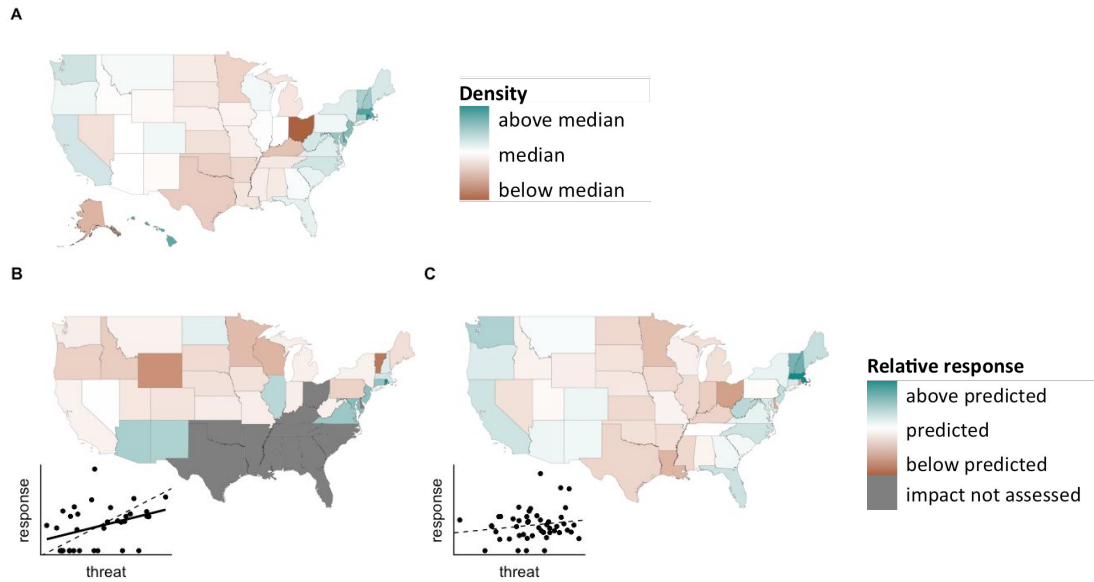 A
Density
above median
median
below median
B
C
Relative response
above predicted
predicted
below predicted
impact not assessed
response
threat
response
threat